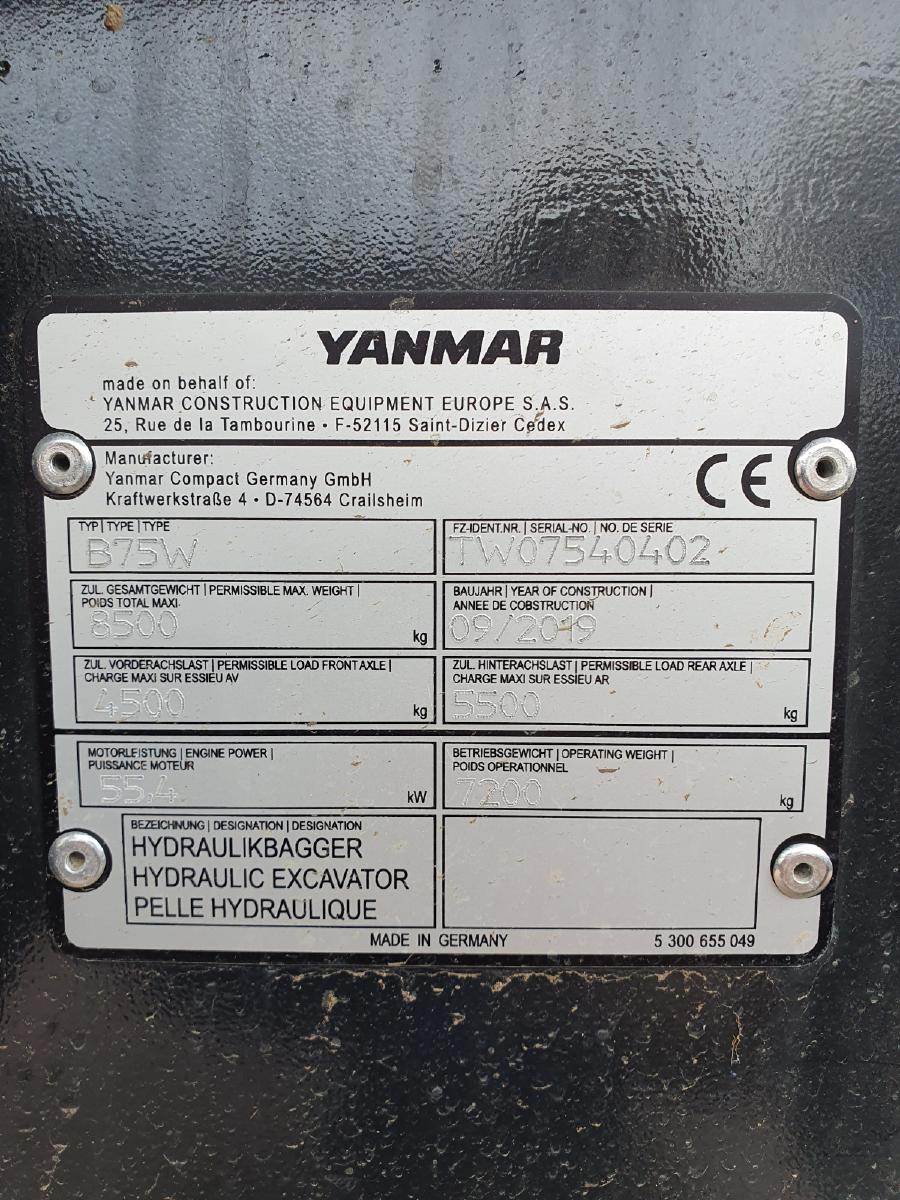 YANMAR
made on behalf of:
YANMAR CONSTRUCTION EQUIPMENT EUROPE S.A.S.
25, Rue de la Tambourine • F-52115 Saint-Dizier Cedex
Manufacturer:
Yanmar Compact Germany GmbH
Kraftwerkstraße 4 • D-74564 Crailsheim
CE
TYP | TYPE | TYPE
B75W
FZ-IDENT.NR. | SERIAL-NO. | NO. DE SERIE
TW07540402
ZUL. GESAMTGEWICHT | PERMISSIBLE MAX. WEIGHT |
POIDS TOTAL MAXI.
8500 kg
BAUJAHR | YEAR OF CONSTRUCTION |
ANNEE DE COBSTRUCTION
09/2019
ZUL. VORDERACHSLAST | PERMISSIBLE LOAD FRONT AXLE |
CHARGE MAXI SUR ESSIEU AV
4500 kg
ZUL. HINTERACHSLAST | PERMISSIBLE LOAD REAR AXLE |
CHARGE MAXI SUR ESSIEU AR
5500 kg
MOTORLEISTUNG | ENGINE POWER |
PUISSANCE MOTEUR
55,4 kW
BETRIEBSGEWICHT | OPERATING WEIGHT |
POIDS OPERATIONNEL
7200 kg
BEZEICHNUNG | DESIGNATION | DESIGNATION
HYDRAULIKBAGGER
HYDRAULIC EXCAVATOR
PELLE HYDRAULIQUE
MADE IN GERMANY
5 300 655 049